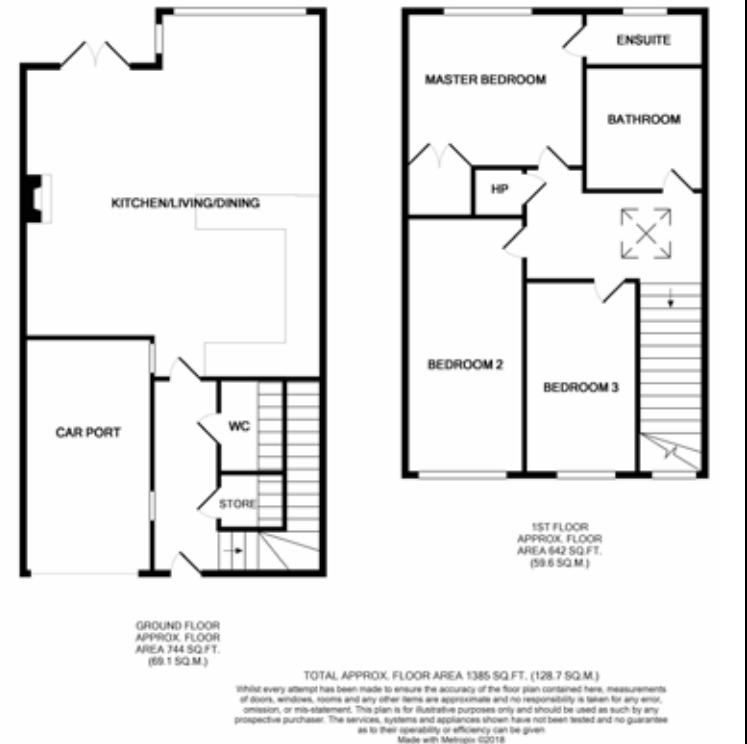 KITCHEN/LIVING/DINING
CAR PORT
WC
STORE
GROUND FLOOR
APPROX. FLOOR
AREA 744 SQ.FT.
(69.1 SQ.M.)
ENSUITE
MASTER BEDROOM
BATHROOM
HP
BEDROOM 2
BEDROOM 3
1ST FLOOR
APPROX. FLOOR
AREA 642 SQ.FT.
(59.6 SQ.M.)
TOTAL APPROX. FLOOR AREA 1385 SQ.FT. (128.7 SQ.M.)
Whilst every attempt has been made to ensure the accuracy of the floor plan contained here, measurements
of doors, windows, rooms and any other items are approximate and no responsibility is taken for any error,
omission, or mis-statement. This plan is for illustrative purposes only and should be used as such by any
prospective purchaser. The services, systems and appliances shown have not been tested and no guarantee
as to their operability or efficiency can be given
Made with Metropix ©2018